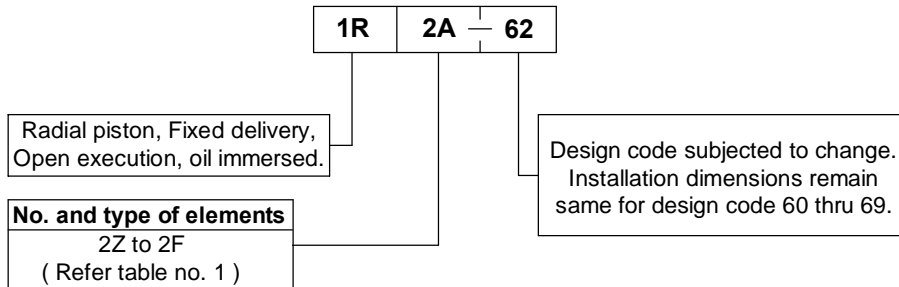 1R 2A — 62
Radial piston, Fixed delivery,
Open execution, oil immersed.
No. and type of elements
2Z to 2F
( Refer table no. 1 )
Design code subjected to change.
Installation dimensions remain
same for design code 60 thru 69.